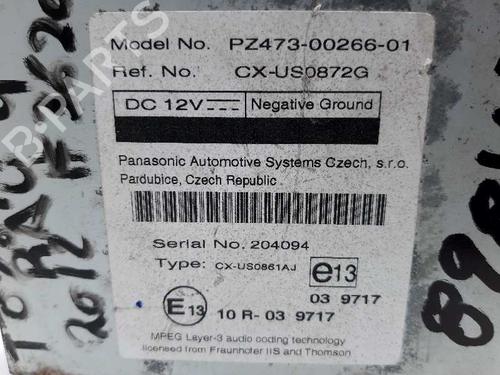 Model No. PZ473-00266-01
Ref. No. CX-US0872G
DC 12V Negative Ground
Panasonic Automotive Systems Czech, s.r.o.
Pardubice, Czech Republic
Serial No. 204094
Type: CX-US0861AJ e13
03 9717
E13 10 R- 03 9717
MPEG Layer-3 audio coding technology
licensed from Fraunhofer IIS and Thomson
B-PARTS
2012